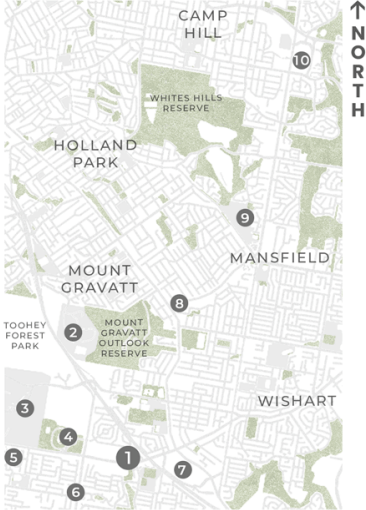 CAMP
HILL
10
NORTH
WHITES HILLS
RESERVE
HOLLAND
PARK
9
MANSFIELD
MOUNT
GRAVATT
8
TOOHEY
FOREST
PARK
2
MOUNT
GRAVATT
OUTLOOK
RESERVE
WISHART
3
4
5
1
7
6